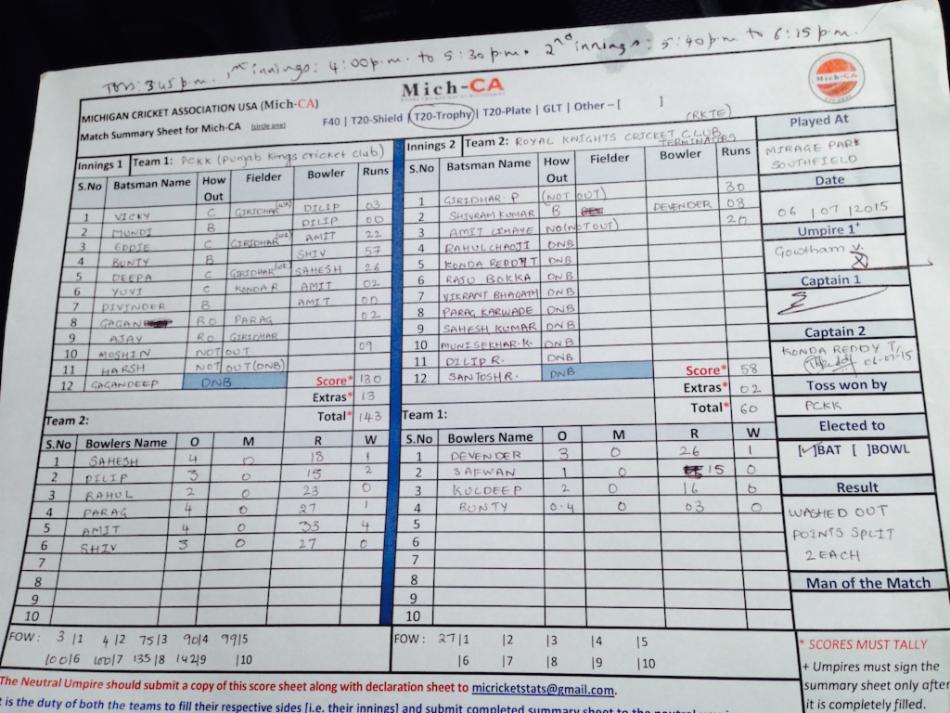 Toss: 3:45 p.m. 1st innings: 4:00 p.m. to 5:30 p.m. 2nd innings: 5:40 p.m. to 6:15 p.m.
Mich-CA
MICHIGAN CRICKET ASSOCIATION USA (Mich-CA)
Match Summary Sheet for Mich-CA (circle one) F40 | T20-Shield | T20-Trophy | T20-Plate | GLT | Other – [ ]
(RKTE)
Innings 1 Team 1: PCKK (Punjab Kings Cricket Club)
S.No Batsman Name How Out Fielder Bowler Runs
1 VICKY C GIRIDHAR (WK) DILIP 03
2 MUNDI B DILIP 00
3 EDDIE C GIRIDHAR (WK) AMIT 22
4 BUNTY B SHIV 57
5 DEEPA C GIRIDHAR (WK) SAHESH 26
6 YUVI C KONDA R AMIT 02
7 DIVINDER B AMIT 00
8 GAGAN RO PARAG 02
9 AJAY RO GIRIDHAR
10 MOSHIN NOT OUT 09
11 HARSH NOT OUT (DNB)
12 GAGANDEEP DNB
Score* 130
Extras* 13
Total* 143
Team 2:
S.No Bowlers Name O M R W
1 SAHESH 4 0 18 1
2 DILIP 3 0 15 2
3 RAHUL 2 0 23 0
4 PARAG 4 0 27 1
5 AMIT 4 0 35 4
6 SHIV 3 0 27 0
7
8
9
10
FOW: 3|1 4|2 75|3 90|4 99|5
100|6 100|7 135|8 142|9 |10
Innings 2 Team 2: ROYAL KNIGHTS CRICKET CLUB
TERMINATORS
S.No Batsman Name How Out Fielder Bowler Runs
1 GIRIDHAR. P (NOT OUT) 30
2 SHIVRAM KUMAR B DEVENDER 08
3 AMIT LIMAYE NO(NOT OUT) 20
4 RAHUL CHAOJI DNB
5 KONDA REDDY T DNB
6 RAJU BOKKA DNB
7 VIKRANT BHAGATH DNB
8 PARAG KARWADE DNB
9 SAHESH KUMAR DNB
10 MUNISEKHAR.K. DNB
11 DILIP R. DNB
12 SANTOSH R. DNB
Score* 58
Extras* 02
Total* 60
Team 1:
S.No Bowlers Name O M R W
1 DEVENDER 3 0 26 1
2 SAFWAN 1 0 15 0
3 KULDEEP 2 0 16 0
4 BUNTY 0.4 0 03 0
5
6
7
8
9
10
FOW: 27|1 |2 |3 |4 |5
|6 |7 |8 |9 |10
Mich-CA
Played At
MIRAGE PARK
SOUTHFIELD
Date
06 | 07 | 2015
Umpire 1*
Gowtham V.
Captain 1
Captain 2
KONDA REDDY T/
06-07-15
Toss won by
PCKK
Elected to
[✓]BAT [ ]BOWL
Result
WASHED OUT
POINTS SPLIT
2 EACH
Man of the Match
* SCORES MUST TALLY
+ Umpires must sign the
summary sheet only after
it is completely filled.
The Neutral Umpire should submit a copy of this score sheet along with declaration sheet to micricketstats@gmail.com.
is the duty of both the teams to fill their respective sides [i.e. their innings] and submit completed summary sheet to the